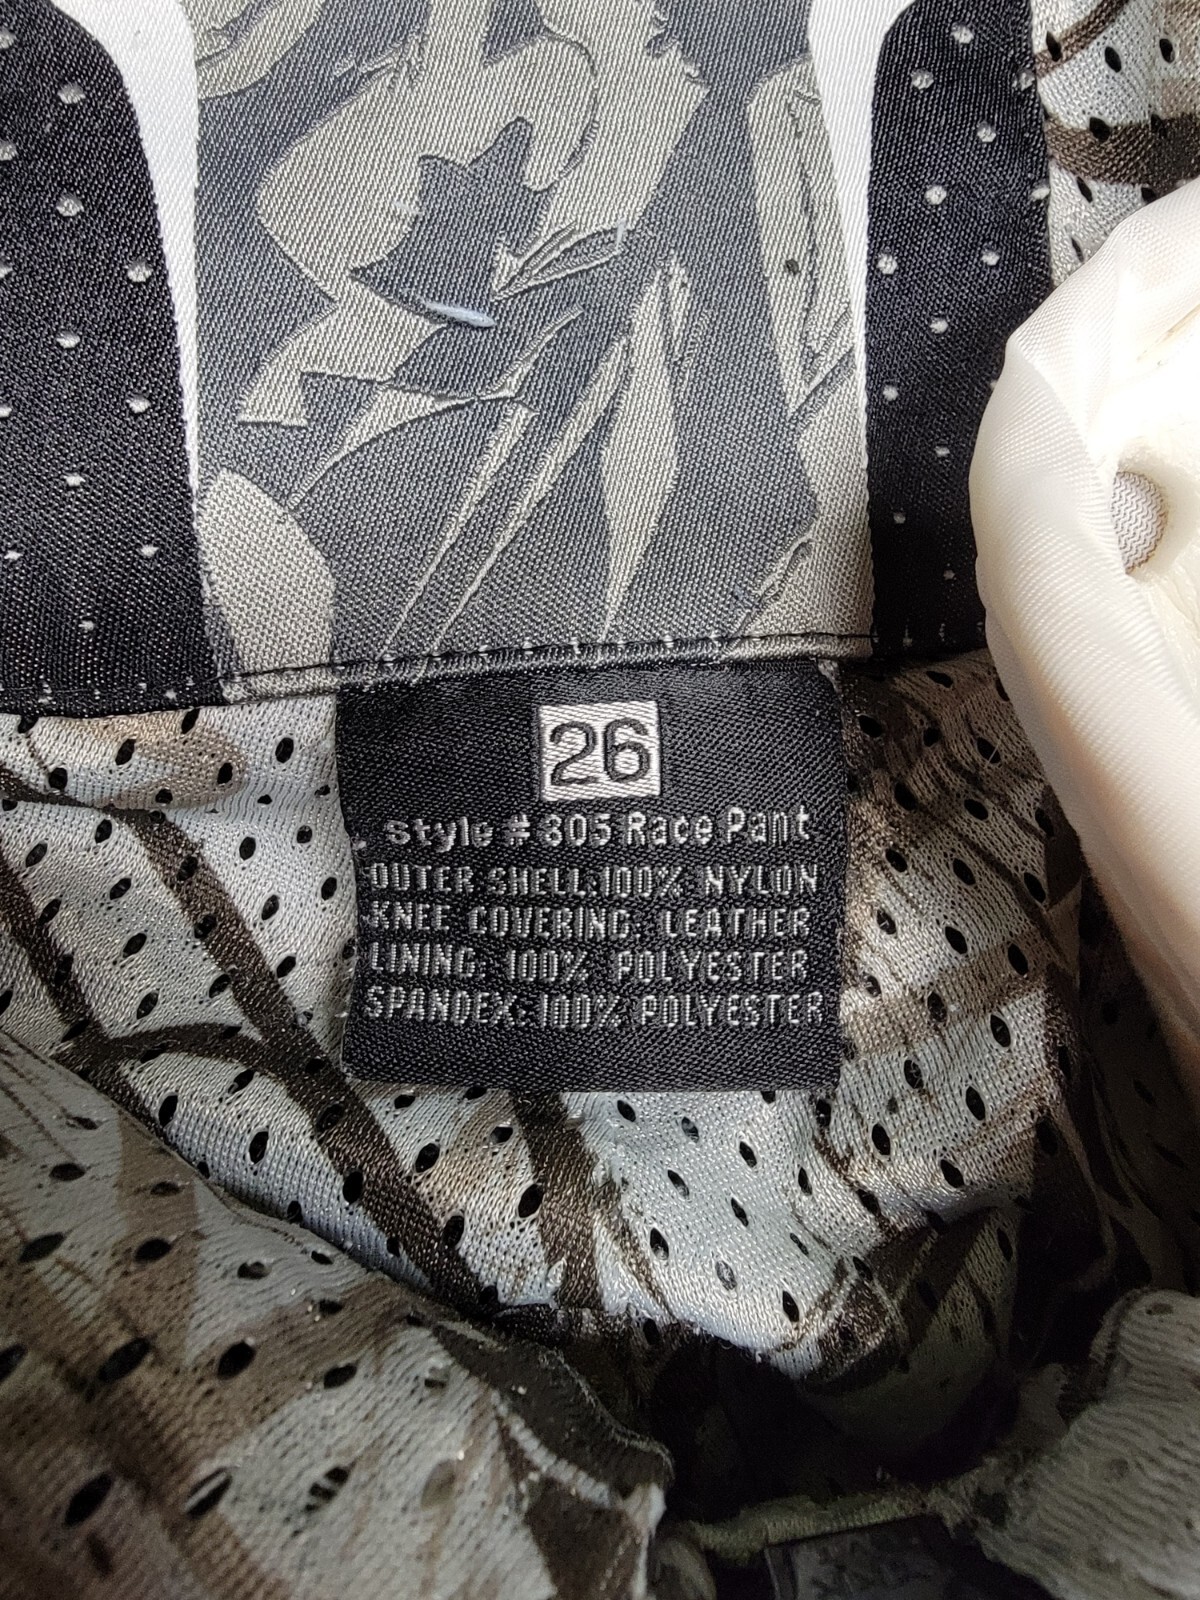 26
style # 805 Race Pant
OUTER SHELL: 100% NYLON
KNEE COVERING: LEATHER
LINING: 100% POLYESTER
SPANDEX: 100% POLYESTER